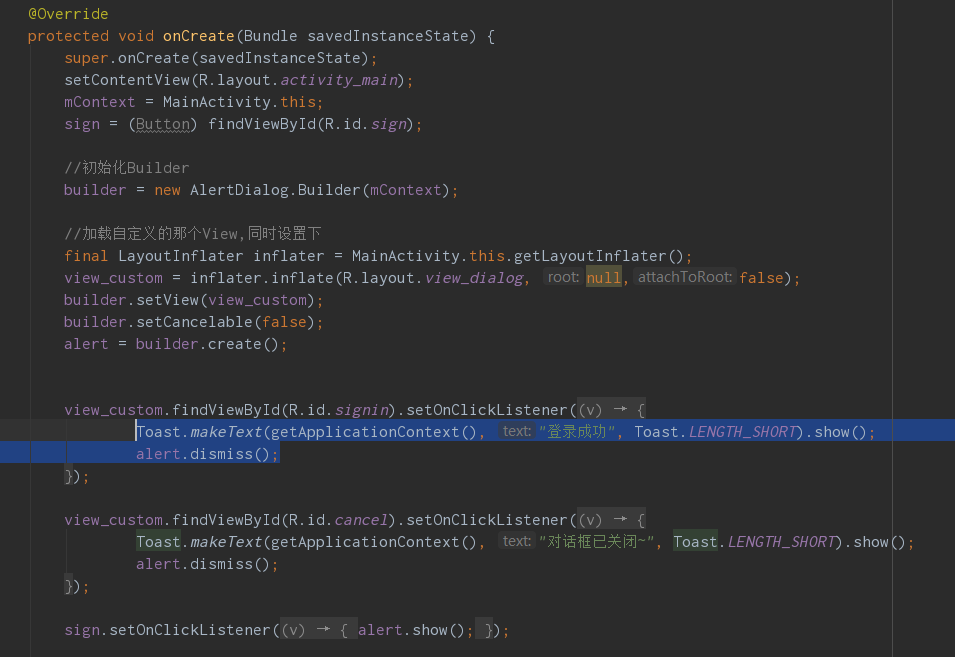 @Override
protected void onCreate(Bundle savedInstanceState) {
super.onCreate(savedInstanceState);
setContentView(R.layout.activity_main);
mContext = MainActivity.this;
sign = (Button) findViewById(R.id.sign);
//初始化Builder
builder = new AlertDialog.Builder(mContext);
//加载自定义的那个View,同时设置下
final LayoutInflater inflater = MainActivity.this.getLayoutInflater();
view_custom = inflater.inflate(R.layout.view_dialog, root: null, attachToRoot: false);
builder.setView(view_custom);
builder.setCancelable(false);
alert = builder.create();
view_custom.findViewById(R.id.signin).setOnClickListener((v) → {
Toast.makeText(getApplicationContext(), text: "登录成功", Toast.LENGTH_SHORT).show();
alert.dismiss();
});
view_custom.findViewById(R.id.cancel).setOnClickListener((v) → {
Toast.makeText(getApplicationContext(), text: "对话框已关闭~", Toast.LENGTH_SHORT).show();
alert.dismiss();
});
sign.setOnClickListener((v) → { alert.show(); });